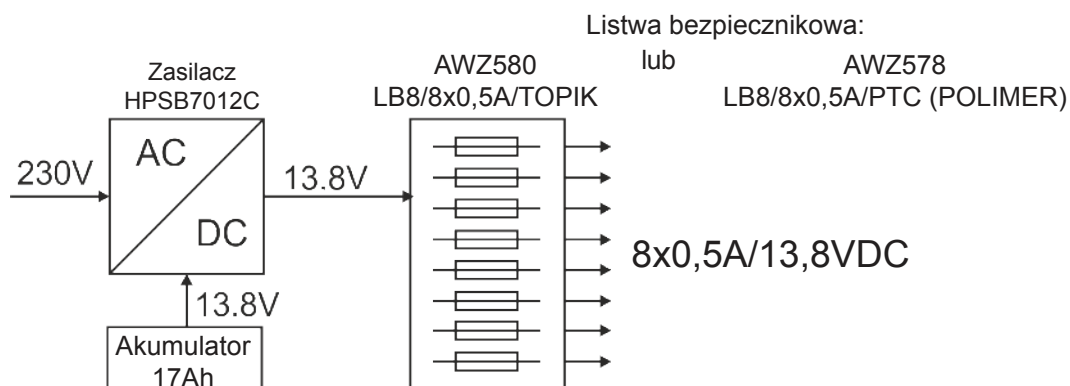 Listwa bezpiecznikowa:
Zasilacz
HPSB7012C
AWZ580
LB8/8x0,5A/TOPIK
lub
AWZ578
LB8/8x0,5A/PTC (POLIMER)
230V
AC
DC
13.8V
8x0,5A/13,8VDC
13.8V
Akumulator
17Ah